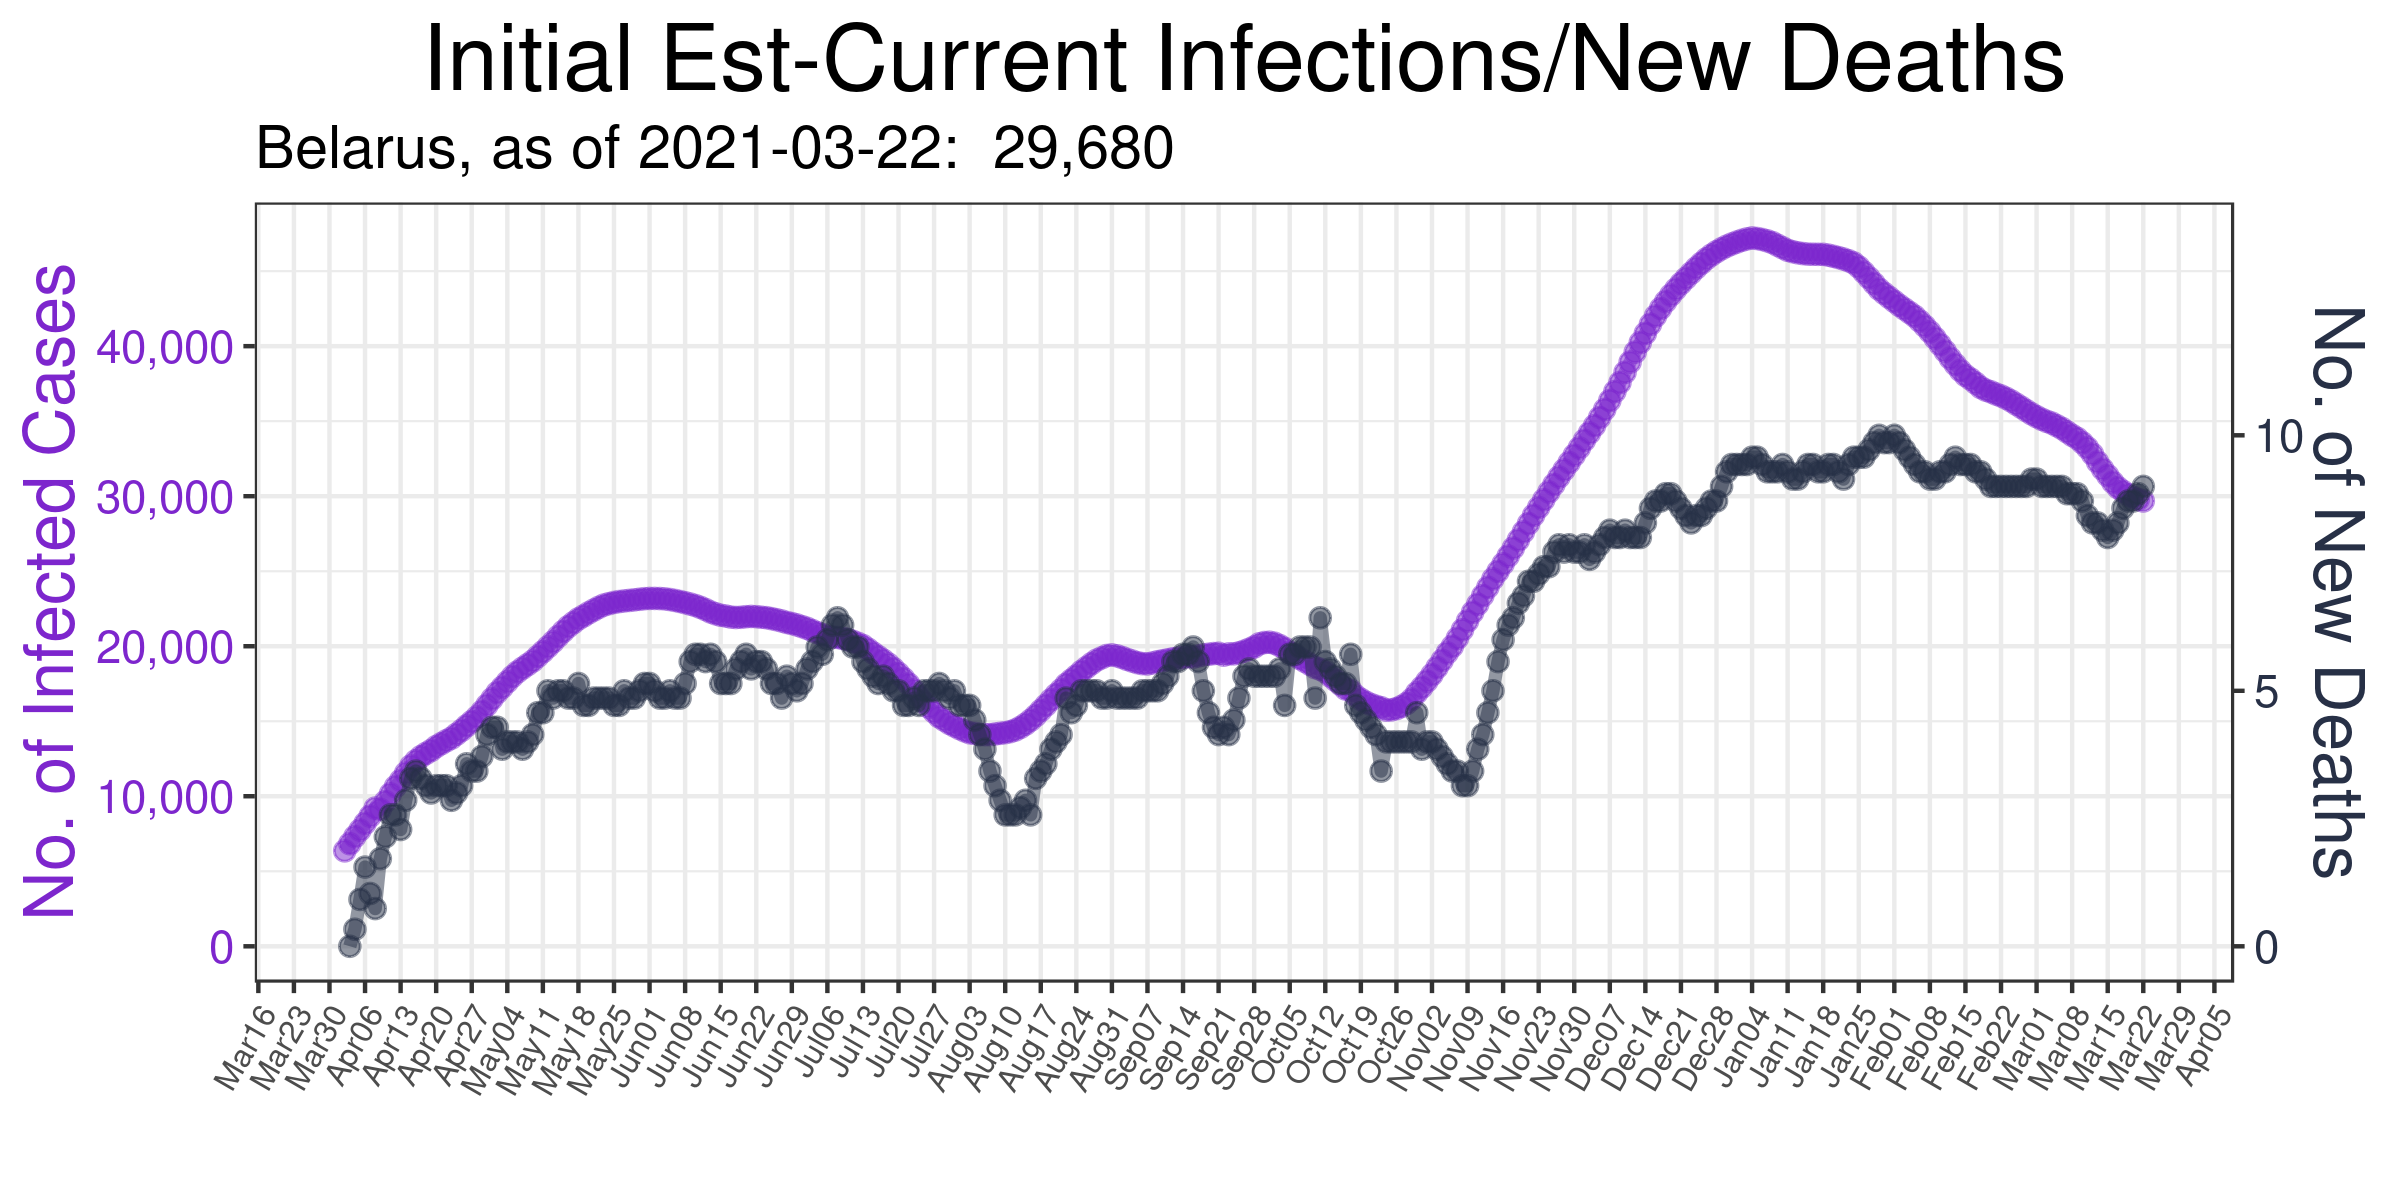 Initial Est-Current Infections/New Deaths
Belarus, as of 2021-03-22:  29,680
No. of Infected Cases
40,000
30,000
20,000
10,000
0
10
5
0
No. of New Deaths
Mar16
Mar23
Mar30
Apr06
Apr13
Apr20
Apr27
May04
May11
May18
May25
Jun01
Jun08
Jun15
Jun22
Jun29
Jul06
Jul13
Jul20
Jul27
Aug03
Aug10
Aug17
Aug24
Aug31
Sep07
Sep14
Sep21
Sep28
Oct05
Oct12
Oct19
Oct26
Nov02
Nov09
Nov16
Nov23
Nov30
Dec07
Dec14
Dec21
Dec28
Jan04
Jan11
Jan18
Jan25
Feb01
Feb08
Feb15
Feb22
Mar01
Mar08
Mar15
Mar22
Mar29
Apr05